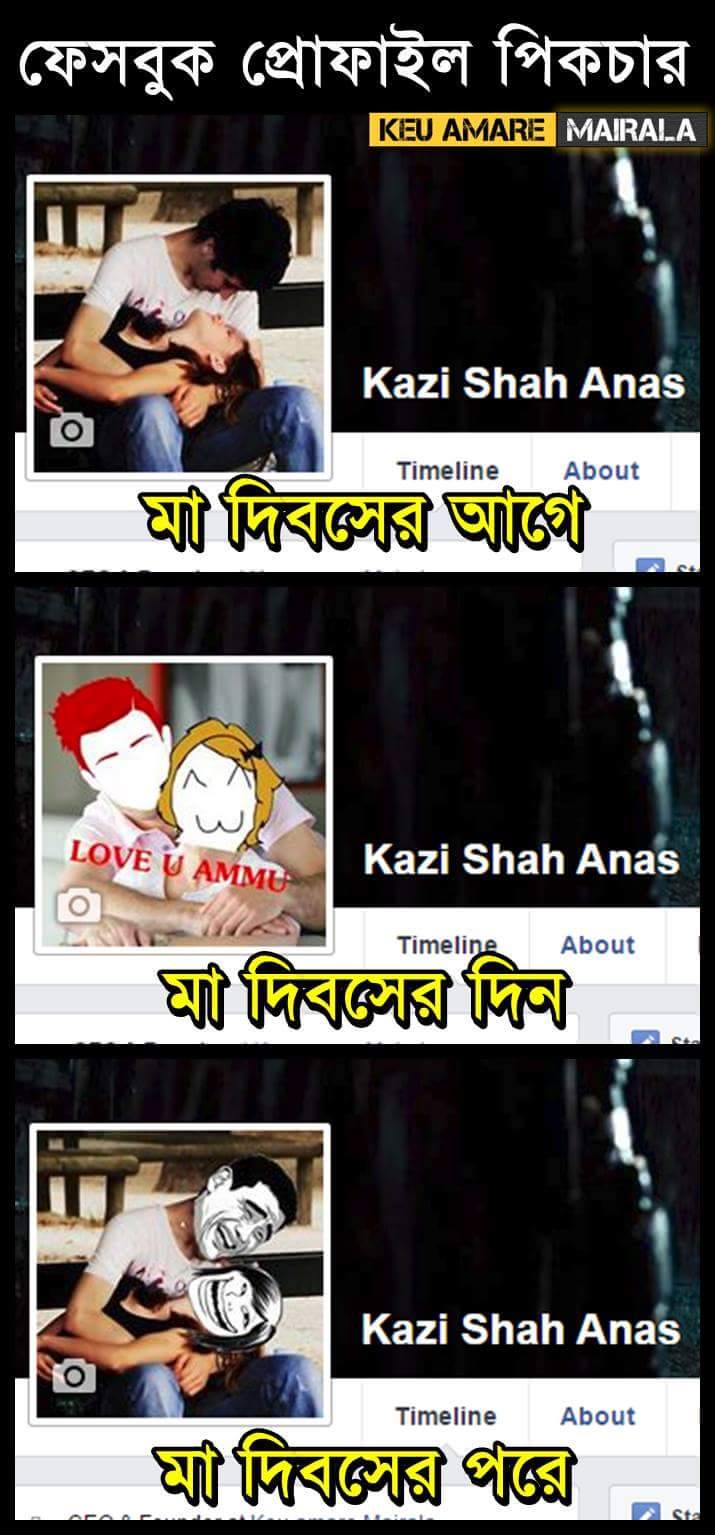 ফেসবুক প্রোফাইল পিকচার
KEU AMARE MAIRALA
Kazi Shah Anas
Timeline About
মা দিবসের আগে
LOVE U AMMU
Kazi Shah Anas
Timeline About
মা দিবসের দিন
Kazi Shah Anas
Timeline About
মা দিবসের পরে